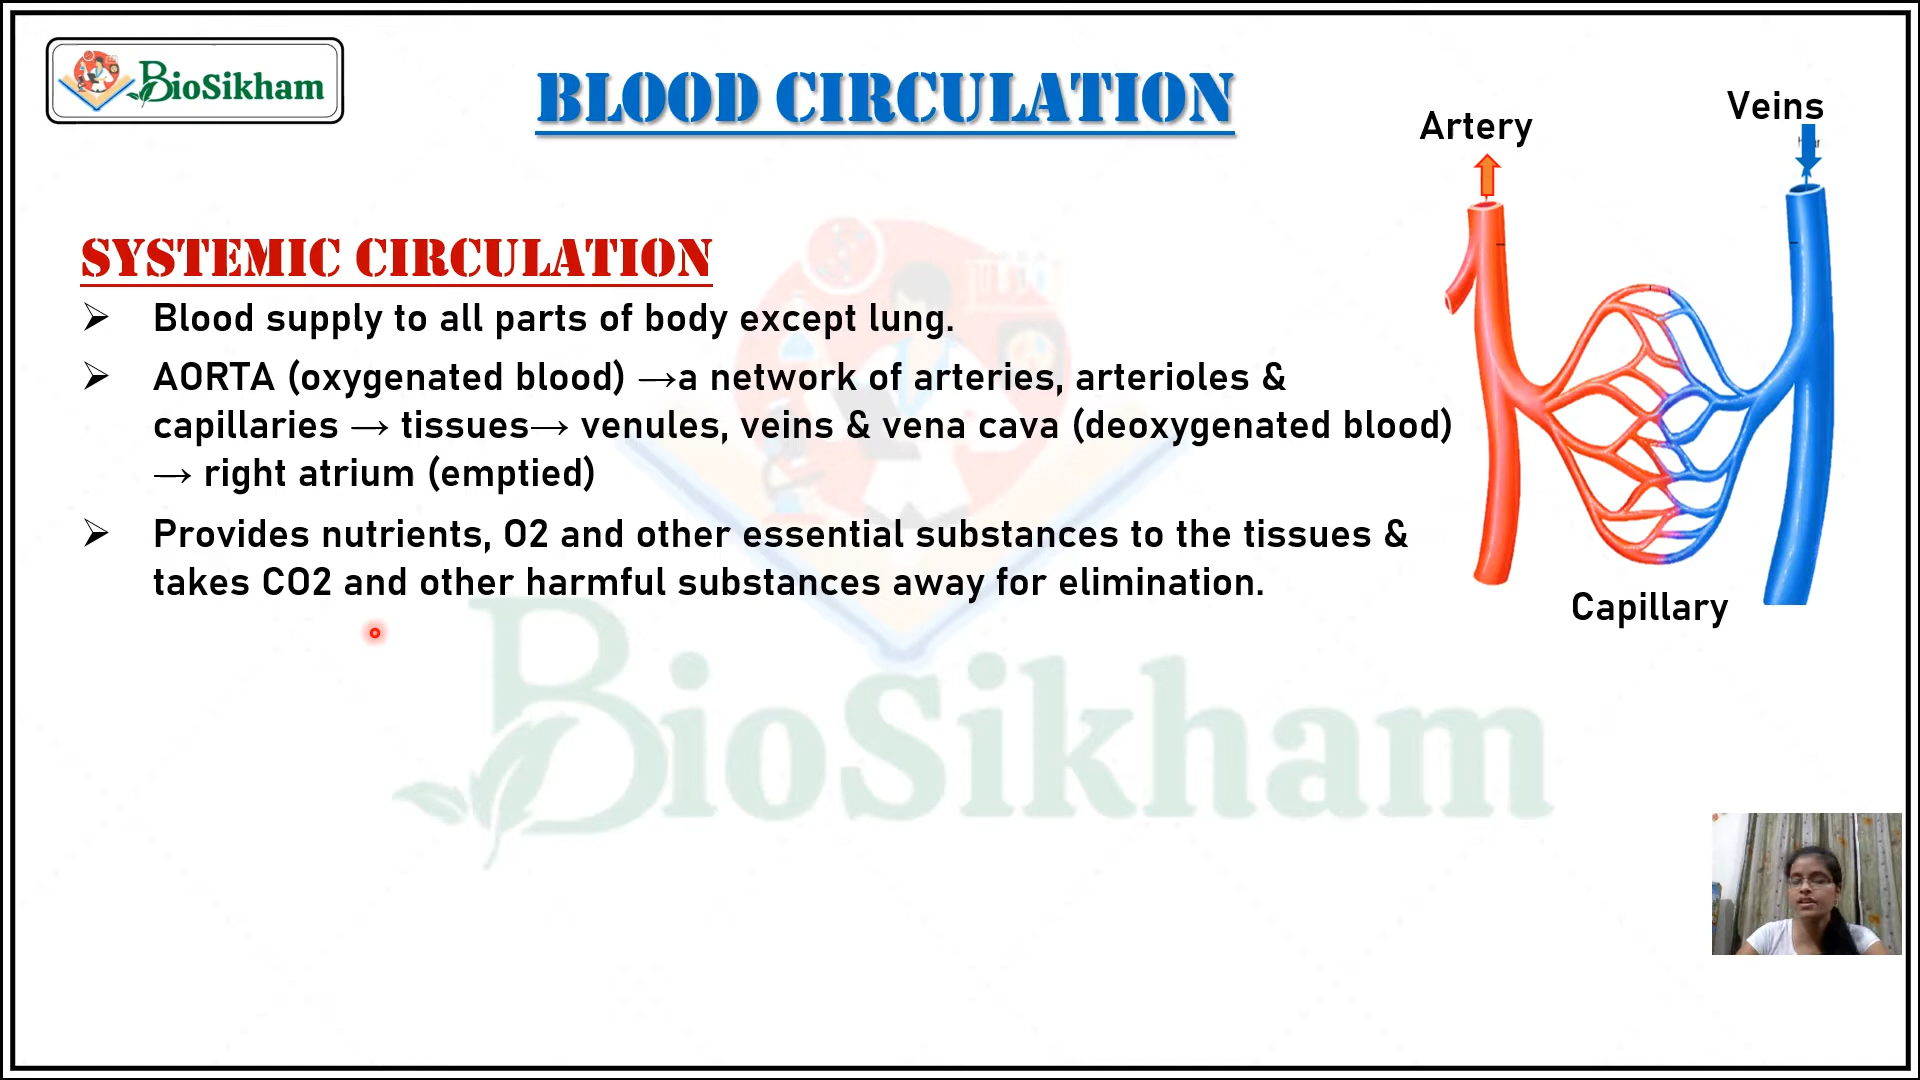 BioSikham
BLOOD CIRCULATION
Artery
Veins
SYSTEMIC CIRCULATION
➢ Blood supply to all parts of body except lung.
➢ AORTA (oxygenated blood) →a network of arteries, arterioles &
capillaries → tissues→ venules, veins & vena cava (deoxygenated blood)
→ right atrium (emptied)
➢ Provides nutrients, O2 and other essential substances to the tissues &
takes CO2 and other harmful substances away for elimination.
Capillary
BioSikham